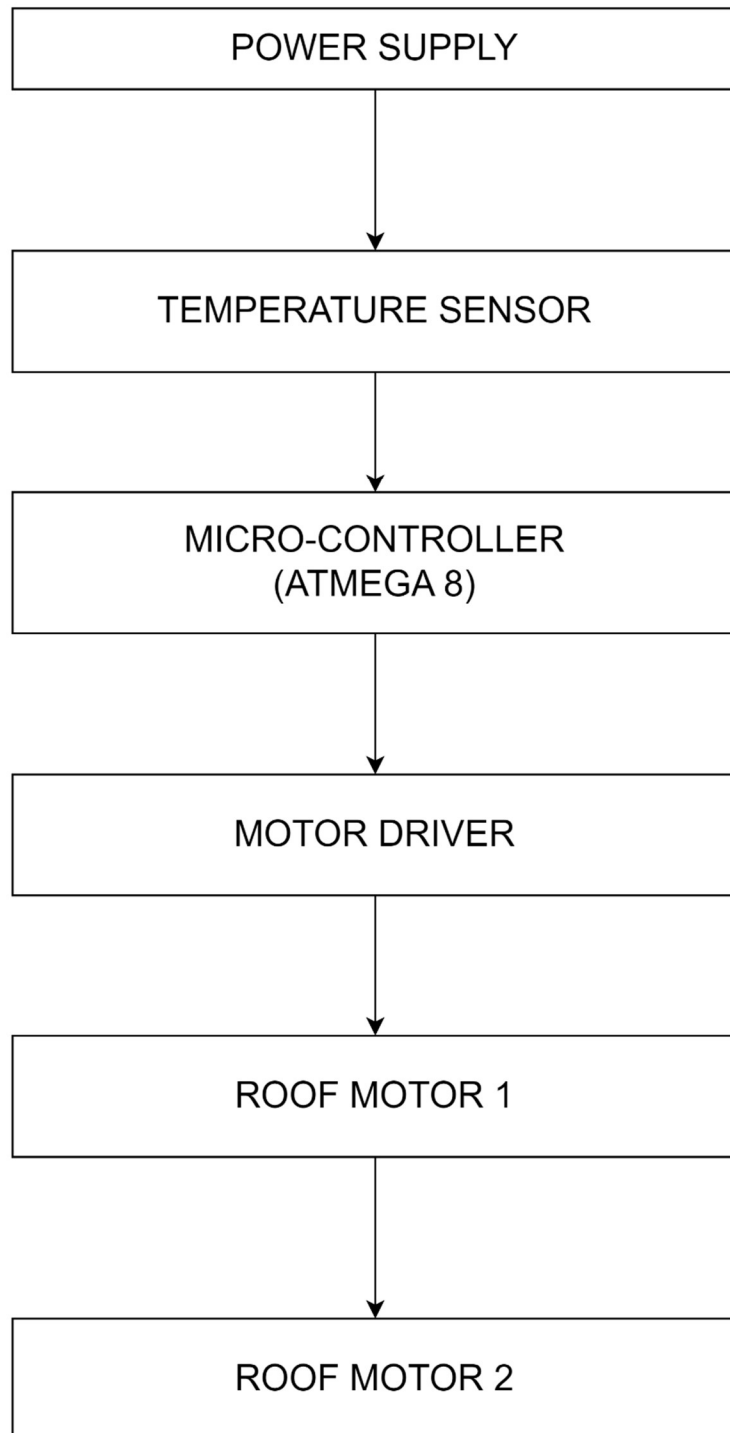 POWER SUPPLY
TEMPERATURE SENSOR
MICRO-CONTROLLER
(ATMEGA 8)
MOTOR DRIVER
ROOF MOTOR 1
ROOF MOTOR 2